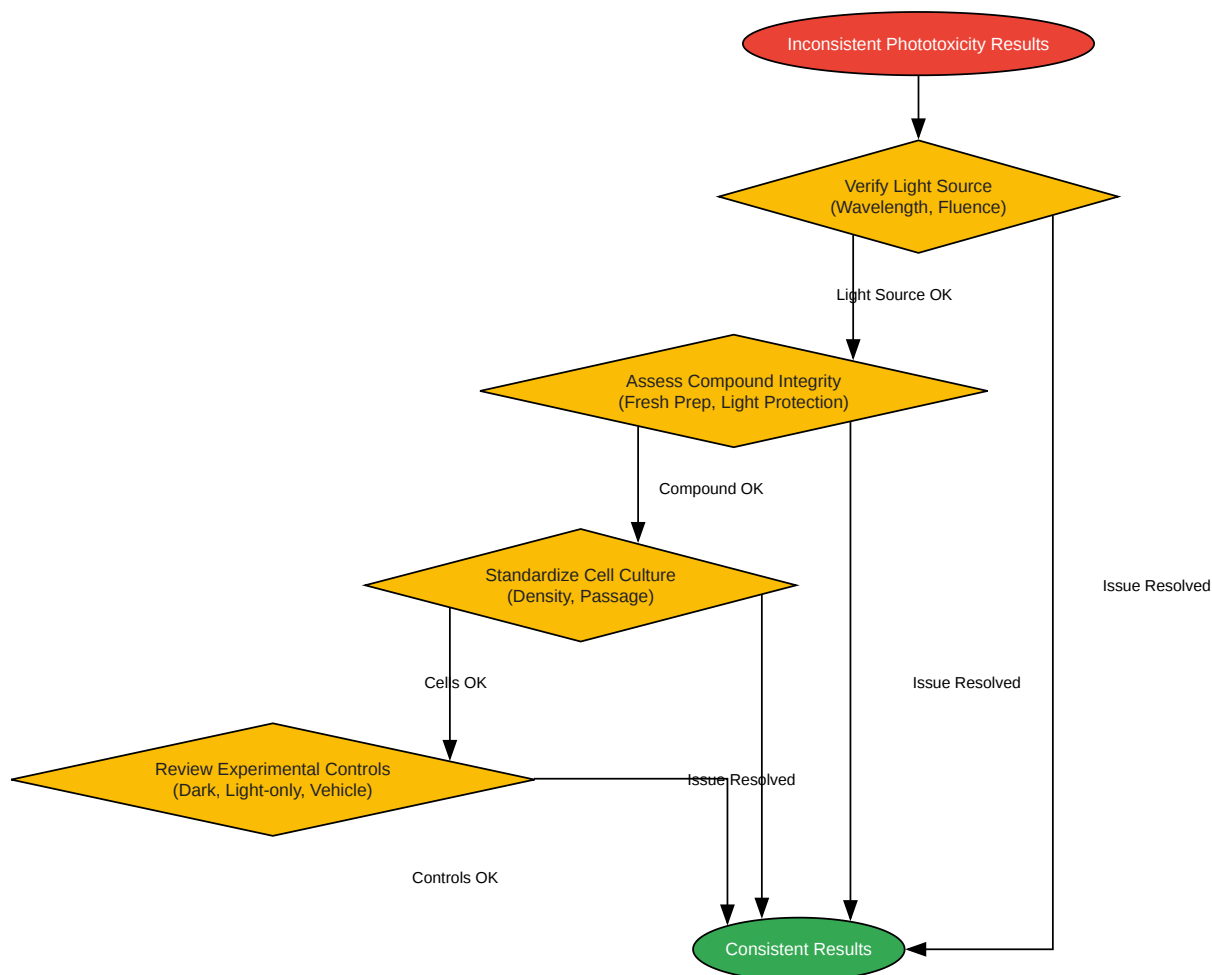 Inconsistent Phototoxicity Results
Verify Light Source
(Wavelength, Fluence)
Light Source OK
Assess Compound Integrity
(Fresh Prep, Light Protection)
Compound OK
Standardize Cell Culture
(Density, Passage)
Issue Resolved
Cells OK
Issue Resolved
Review Experimental Controls
(Dark, Light-only, Vehicle)
Issue Resolved
Controls OK
Consistent Results